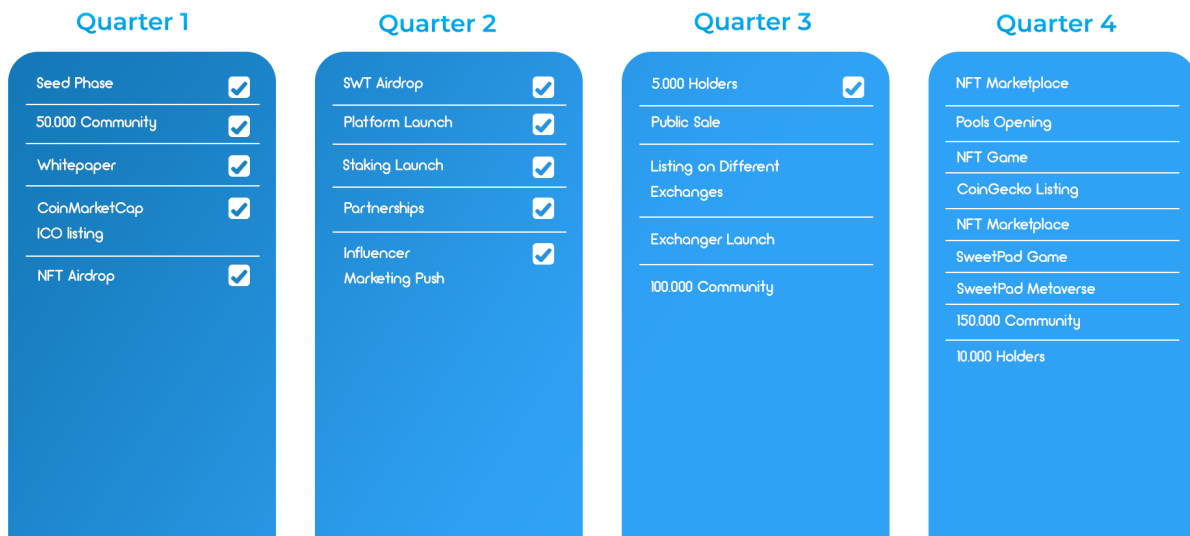 Quarter 1
Seed Phase
50.000 Community
Whitepaper
CoinMarketCap
ICO listing
NFT Airdrop
Quarter 2
SWT Airdrop
Platform Launch
Staking Launch
Partnerships
Influencer
Marketing Push
Quarter 3
5.000 Holders
Public Sale
Listing on Different
Exchanges
Exchanger Launch
100.000 Community
Quarter 4
NFT Marketplace
Pools Opening
NFT Game
CoinGecko Listing
NFT Marketplace
SweetPad Game
SweetPad Metaverse
150.000 Community
10.000 Holders